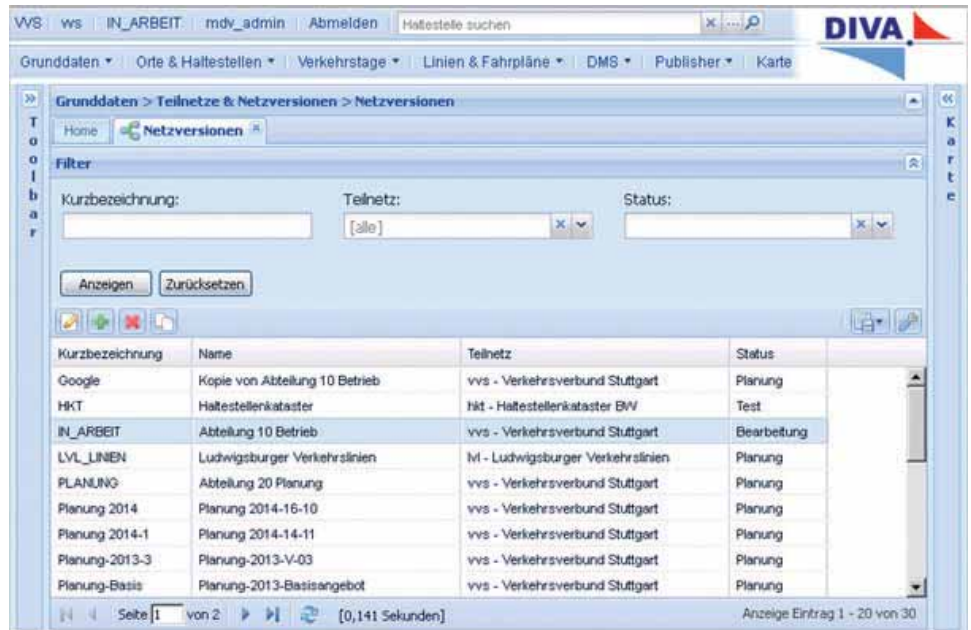 VVS ws IN_ARBEIT mdv_admin Abmelden Haltestelle suchen
DIVA
Grunddaten Orte & Haltestellen Verkehrstage Linien & Fahrpläne DMS Publisher Karte
Toolbar
Grunddaten > Teilnetze & Netzversionen > Netzversionen
Karte
Home Netzversionen
Filter
Kurzbezeichnung: Teilnetz: Status:
[alle]
Anzeigen Zurücksetzen
Kurzbezeichnung Name Teilnetz Status
Google Kopie von Abteilung 10 Betrieb vvs - Verkehrsverbund Stuttgart Planung
HKT Haltestellenkataster hkt - Haltestellenkataster BW Test
IN_ARBEIT Abteilung 10 Betrieb vvs - Verkehrsverbund Stuttgart Bearbeitung
LVL_LINIEN Ludwigsburger Verkehrslinien lvl - Ludwigsburger Verkehrslinien Planung
PLANUNG Abteilung 20 Planung vvs - Verkehrsverbund Stuttgart Planung
Planung 2014 Planung 2014-16-10 vvs - Verkehrsverbund Stuttgart Planung
Planung 2014-1 Planung 2014-14-11 vvs - Verkehrsverbund Stuttgart Planung
Planung-2013-3 Planung-2013-V-03 vvs - Verkehrsverbund Stuttgart Planung
Planung-Basis Planung-2013-Basisangebot vvs - Verkehrsverbund Stuttgart Planung
Seite 1 von 2 [0,141 Sekunden] Anzeige Eintrag 1 - 20 von 30